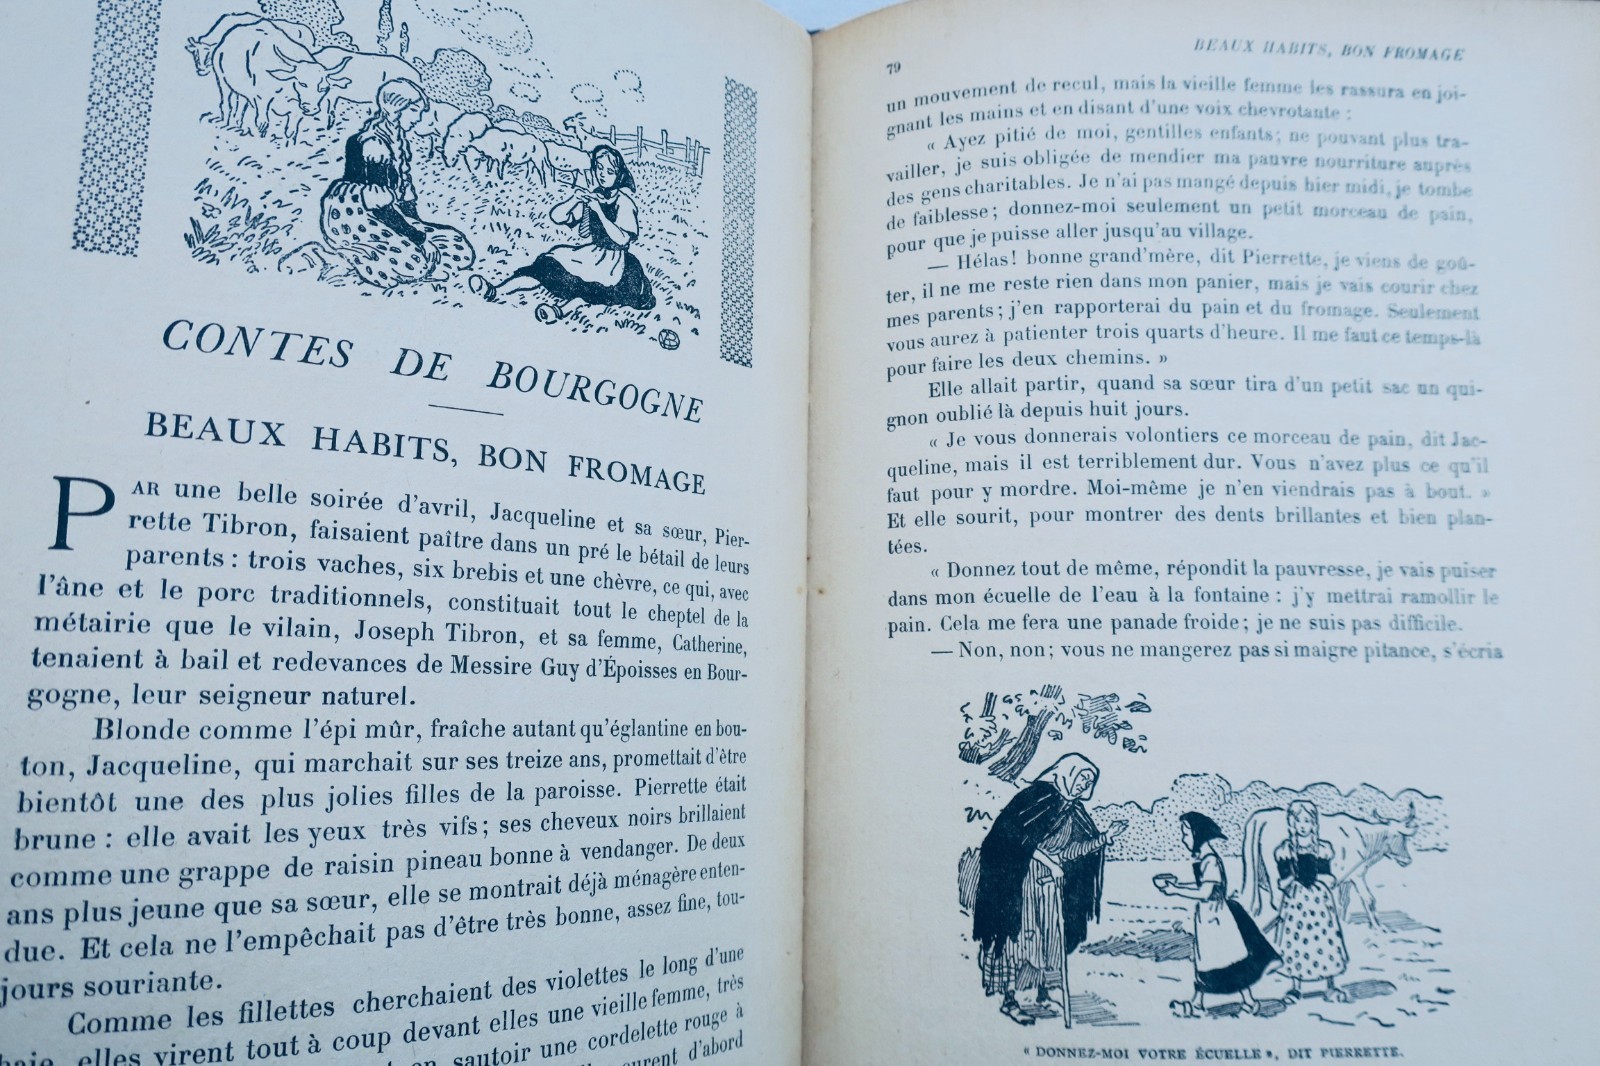 CONTES DE BOURGOGNE
BEAUX HABITS, BON FROMAGE
PAR une belle soirée d'avril, Jacqueline et sa sœur, Pier-
rette Tibron, faisaient paître dans un pré le bétail de leurs
parents : trois vaches, six brebis et une chèvre, ce qui, avec
l'âne et le porc traditionnels, constituait tout le cheptel de la
métairie que le vilain, Joseph Tibron, et sa femme, Catherine,
tenaient à bail et redevances de Messire Guy d'Époisses en Bour-
gogne, leur seigneur naturel.
Blonde comme l'épi mûr, fraîche autant qu'églantine en bou-
ton, Jacqueline, qui marchait sur ses treize ans, promettait d'être
bientôt une des plus jolies filles de la paroisse. Pierrette était
brune : elle avait les yeux très vifs ; ses cheveux noirs brillaient
comme une grappe de raisin pineau bonne à vendanger. De deux
ans plus jeune que sa sœur, elle se montrait déjà ménagère enten-
due. Et cela ne l'empêchait pas d'être très bonne, assez fine, tou-
jours souriante.
Comme les fillettes cherchaient des violettes le long d'une
haie, elles virent tout à coup devant elles une vieille femme, très
en sautoir une cordelette rouge à
eurent d'abord
79
BEAUX HABITS, BON FROMAGE
un mouvement de recul, mais la vieille femme les rassura en joi-
gnant les mains et en disant d'une voix chevrotante :
« Ayez pitié de moi, gentilles enfants ; ne pouvant plus tra-
vailler, je suis obligée de mendier ma pauvre nourriture auprès
des gens charitables. Je n'ai pas mangé depuis hier midi, je tombe
de faiblesse ; donnez-moi seulement un petit morceau de pain,
pour que je puisse aller jusqu'au village.
— Hélas ! bonne grand'mère, dit Pierrette, je viens de goû-
ter, il ne me reste rien dans mon panier, mais je vais courir chez
mes parents ; j'en rapporterai du pain et du fromage. Seulement
vous aurez à patienter trois quarts d'heure. Il me faut ce temps-là
pour faire les deux chemins. »
Elle allait partir, quand sa sœur tira d'un petit sac un qui-
gnon oublié là depuis huit jours.
« Je vous donnerais volontiers ce morceau de pain, dit Jac-
queline, mais il est terriblement dur. Vous n'avez plus ce qu'il
faut pour y mordre. Moi-même je n'en viendrais pas à bout. »
Et elle sourit, pour montrer des dents brillantes et bien plan-
tées.
« Donnez tout de même, répondit la pauvresse, je vais puiser
dans mon écuelle de l'eau à la fontaine : j'y mettrai ramollir le
pain. Cela me fera une panade froide ; je ne suis pas difficile.
— Non, non ; vous ne mangerez pas si maigre pitance, s'écria
« DONNEZ-MOI VOTRE ÉCUELLE », DIT PIERRETTE.